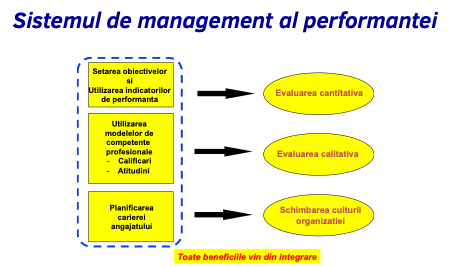 Sistemul de management al performantei
Setarea obiectivelor
si
Utilizarea indicatorilor
de performanta
Evaluarea cantitativa
Utilizarea
modelelor de
competente
profesionale
- Calificari
- Atitudini
Evaluarea calitativa
Planificarea
carierei
angajatului
Schimbarea culturii
organizatiei
Toate beneficiile vin din integrare